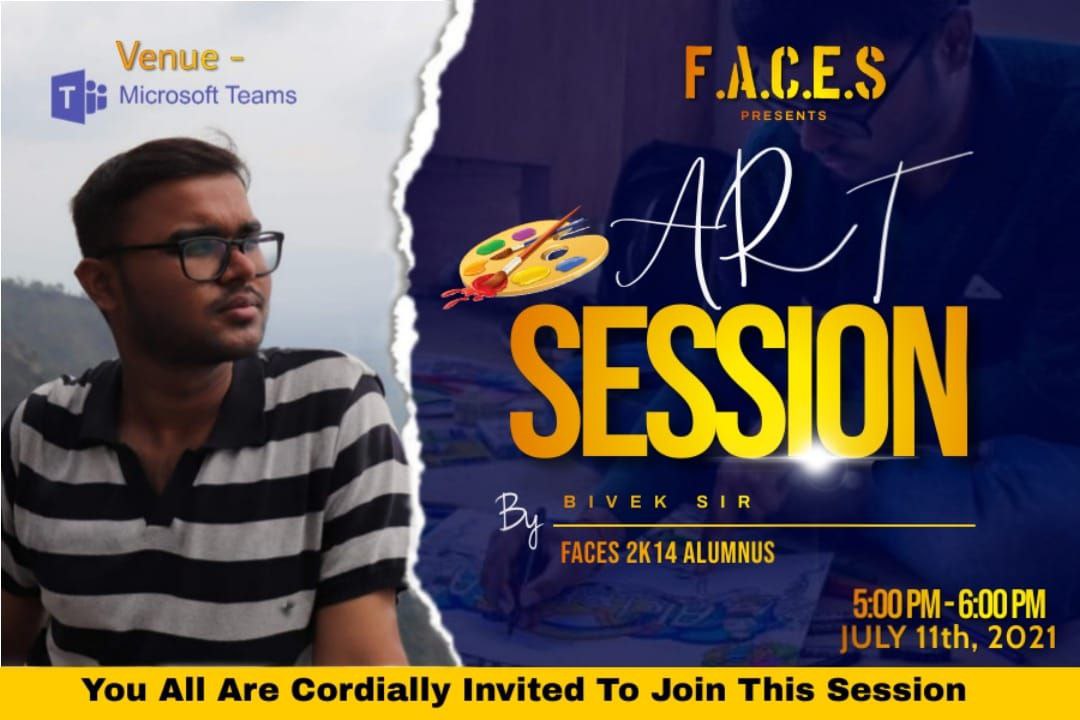 Venue -
Microsoft Teams
F.A.C.E.S
PRESENTS
ART
SESSION
By BIVEK SIR
FACES 2K14 ALUMNUS
5:00 PM - 6:00 PM
JULY 11th, 2021
You All Are Cordially Invited To Join This Session